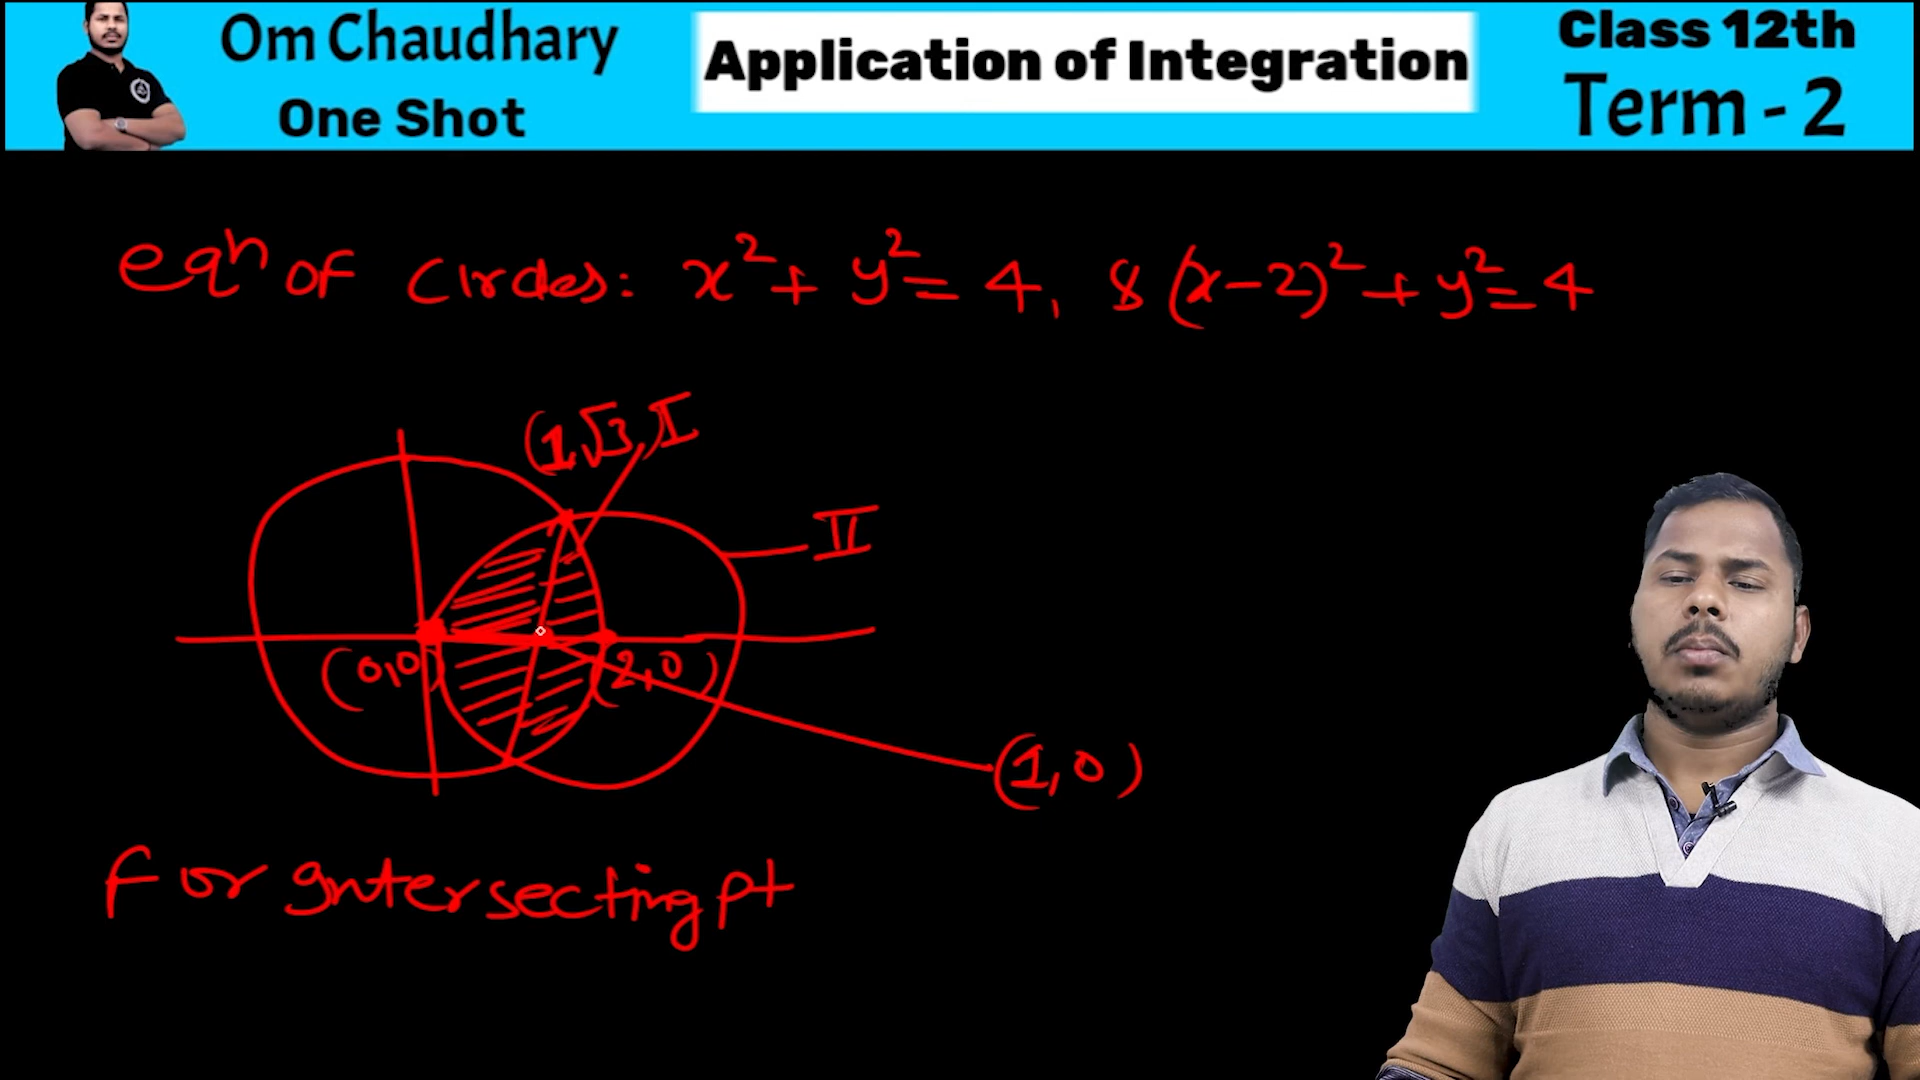 Om Chaudhary
One Shot
Application of Integration
Class 12th
Term - 2
eqⁿ of circles: x² + y² = 4, & (x-2)² + y² = 4
(1,√3) I
II
(0,0)
(2,0)
(1,0)
For intersecting pt